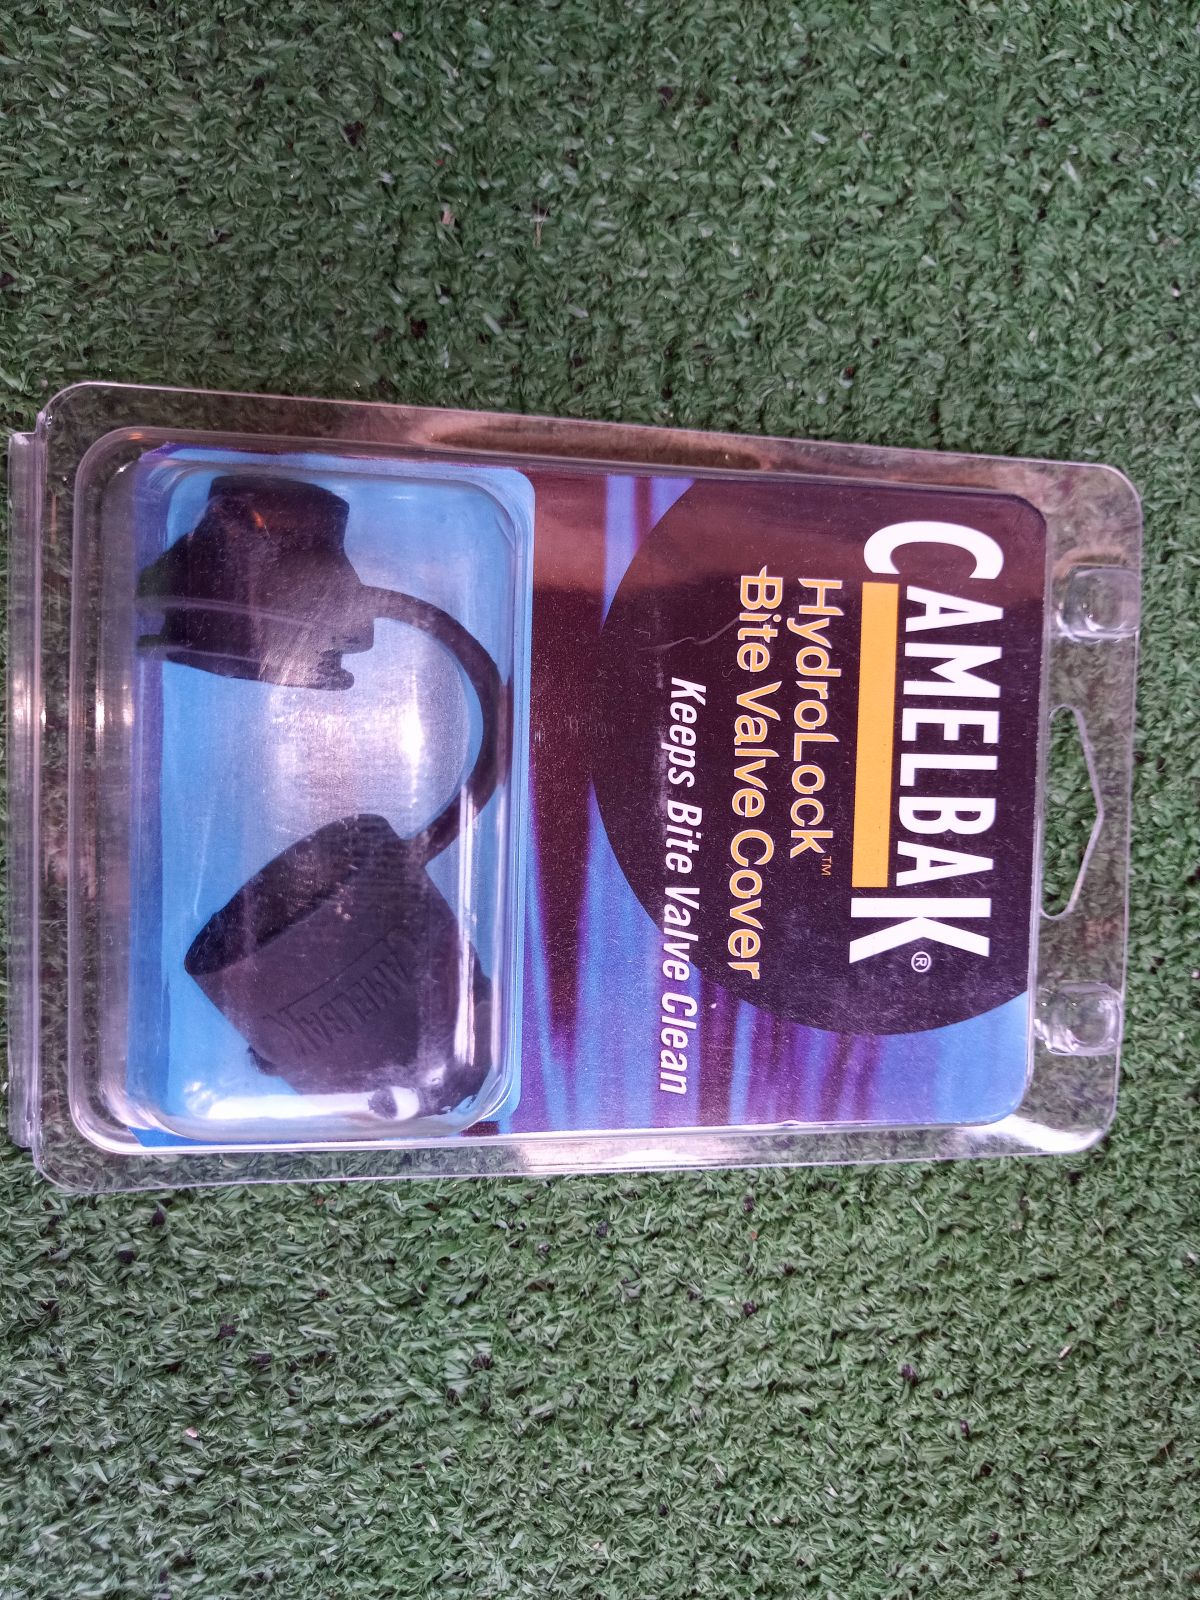 CAMELBAK®
HydroLock™
Bite Valve Cover
Keeps Bite Valve Clean
CAMELBAK